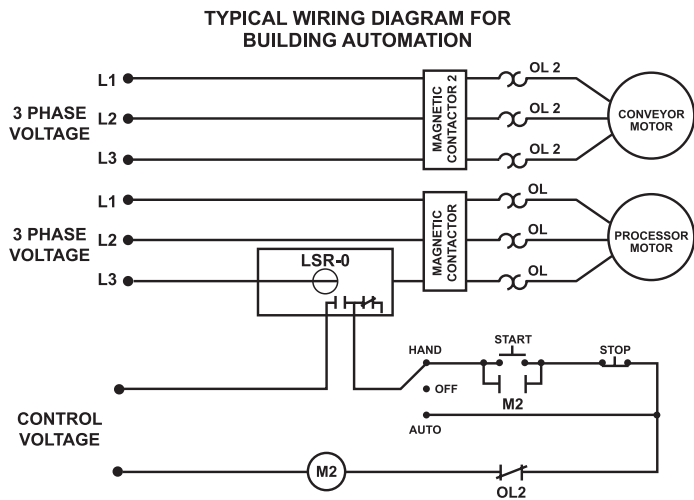 TYPICAL WIRING DIAGRAM FOR
BUILDING AUTOMATION
3 PHASE
VOLTAGE
L1
L2
L3
MAGNETIC
CONTACTOR 2
OL 2
OL 2
OL 2
CONVEYOR
MOTOR
3 PHASE
VOLTAGE
L1
L2
L3
LSR-0
MAGNETIC
CONTACTOR
OL
OL
OL
PROCESSOR
MOTOR
CONTROL
VOLTAGE
HAND
OFF
AUTO
START
M2
STOP
M2
OL2